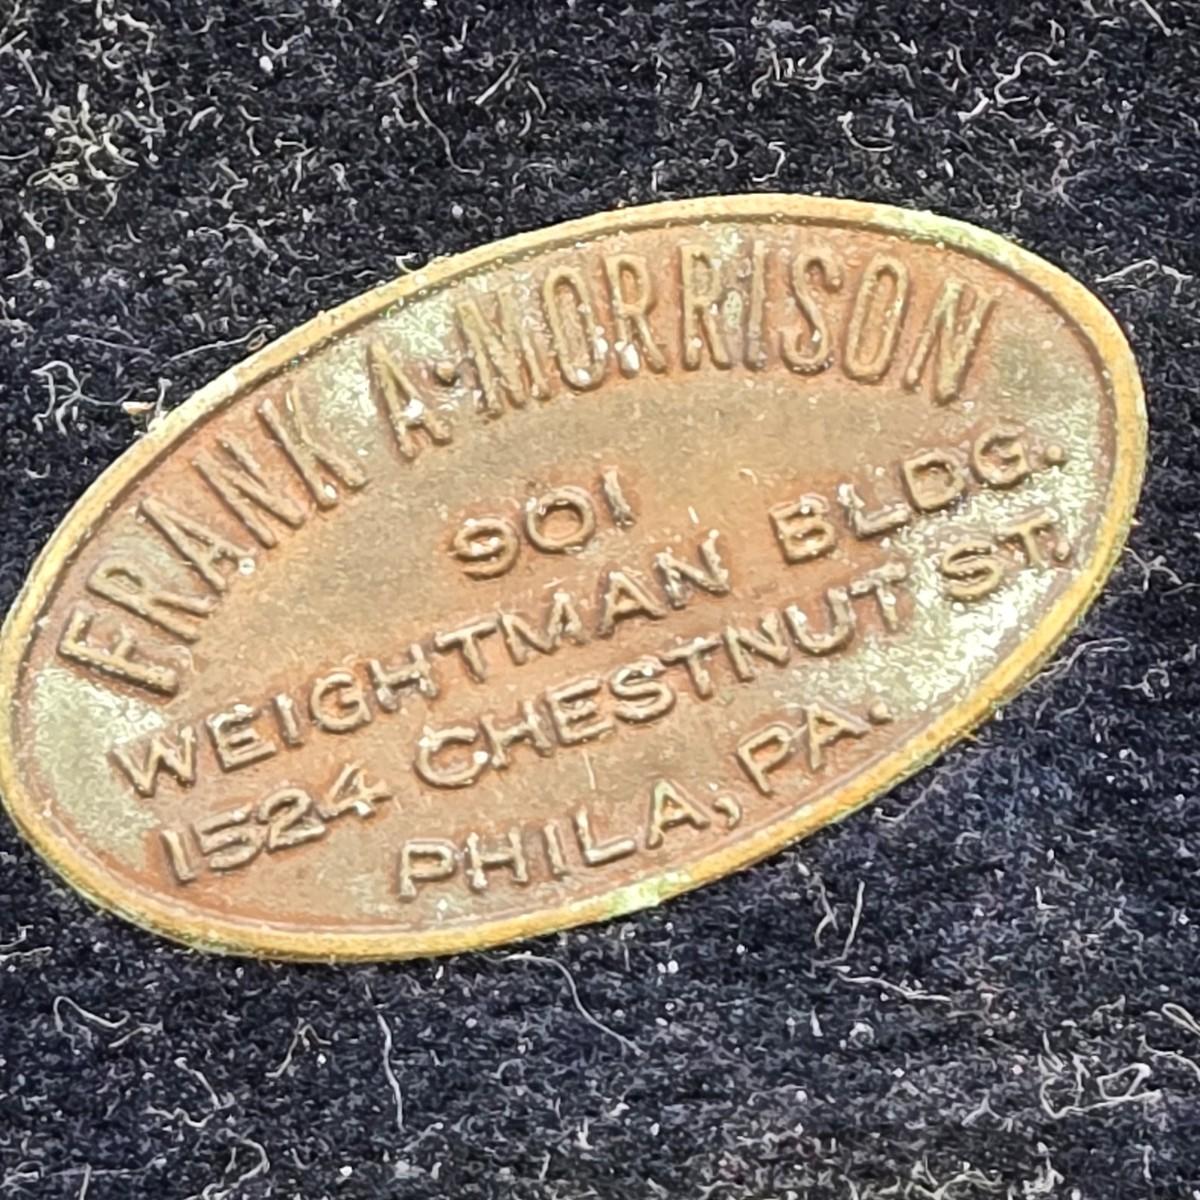 FRANK A. MORRISON
901
WEIGHTMAN BLDG.
1524 CHESTNUT ST.
PHILA, PA.